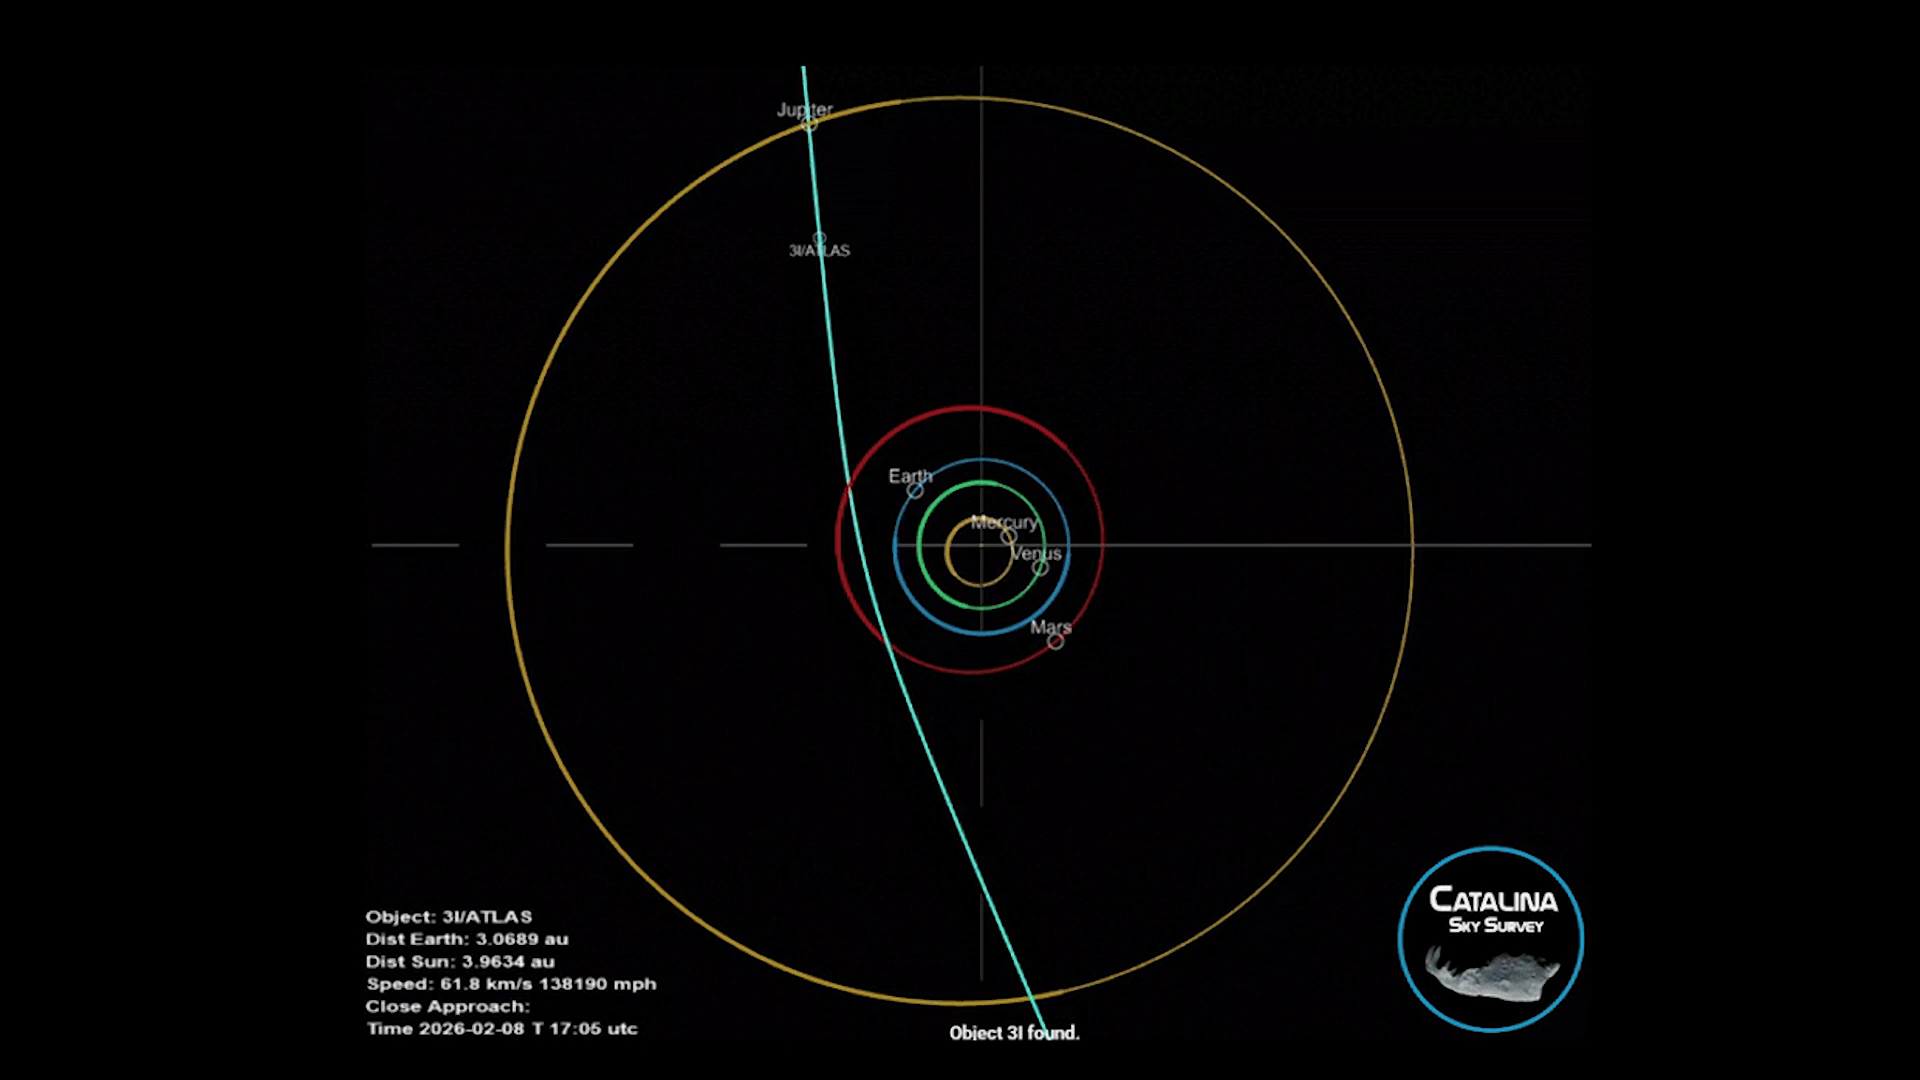 Jupiter
3I/ATLAS
Earth
Mercury
Venus
Mars
Object: 3I/ATLAS
Dist Earth: 3.0689 au
Dist Sun: 3.9634 au
Speed: 61.8 km/s 138190 mph
Close Approach:
Time 2026-02-08 T 17:05 utc
Object 3I found.
CATALINA
SKY SURVEY